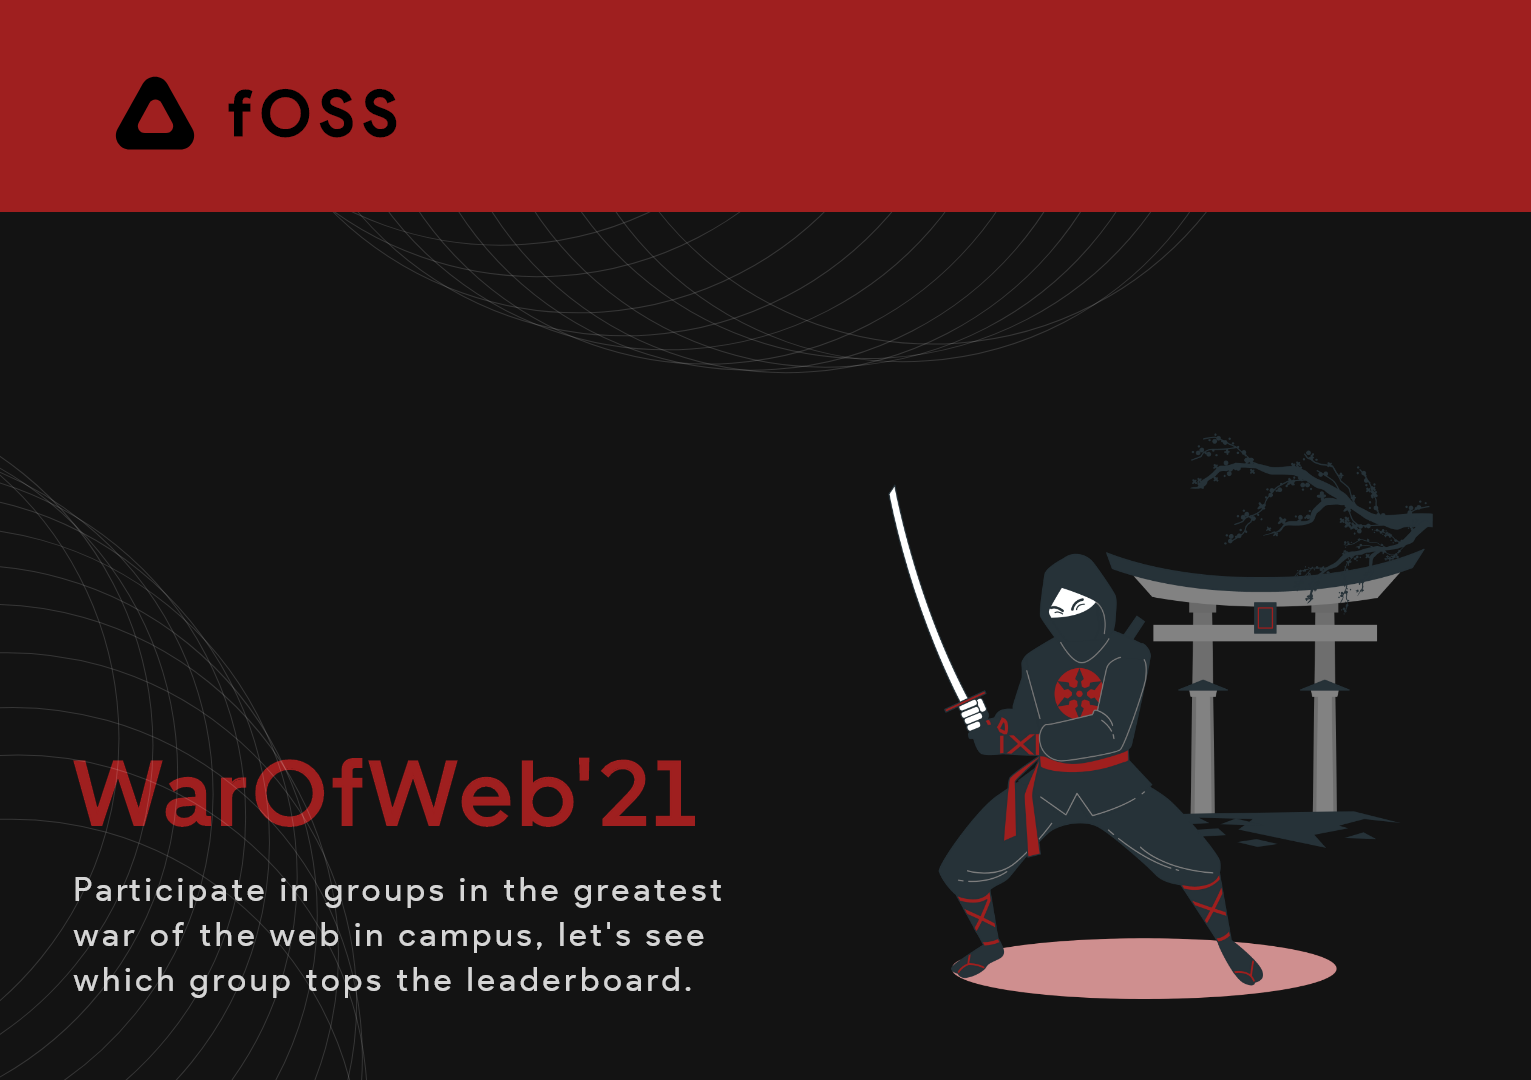 fOSS
WarOfWeb'21
Participate in groups in the greatest
war of the web in campus, let's see
which group tops the leaderboard.